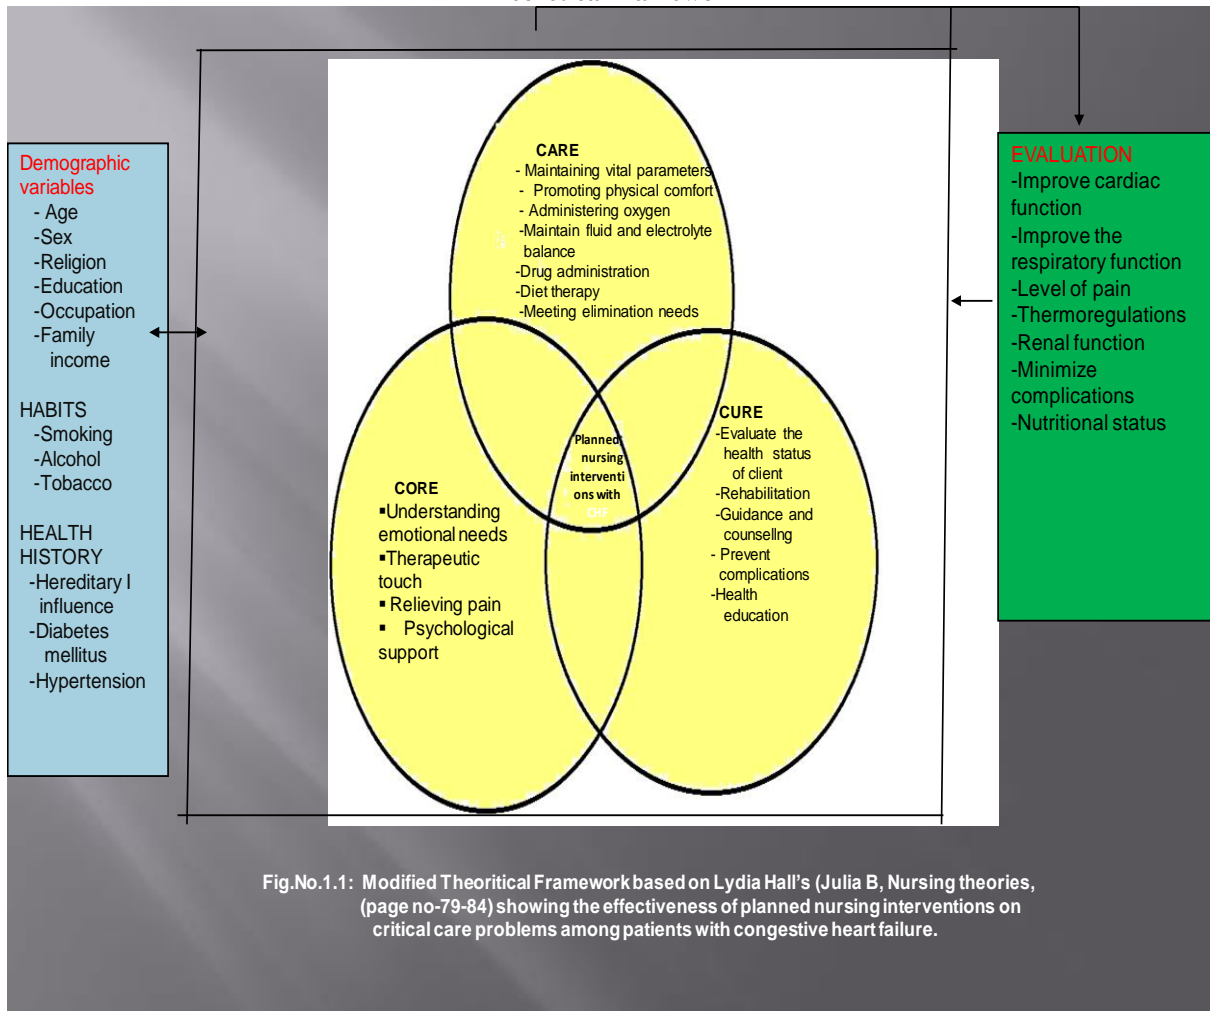 Demographic
variables
- Age
-Sex
-Religion
-Education
-Occupation
-Family
income
HABITS
-Smoking
-Alcohol
-Tobacco
HEALTH
HISTORY
-Hereditary I
influence
-Diabetes
mellitus
-Hypertension
CARE
- Maintaining vital parameters
- Promoting physical comfort
- Administering oxygen
-Maintain fluid and electrolyte
balance
-Drug administration
-Diet therapy
-Meeting elimination needs
Planned
nursing
interventi
ons with
CHF
CORE
▪Understanding
emotional needs
▪Therapeutic
touch
▪ Relieving pain
▪ Psychological
support
CURE
-Evaluate the
health status
of client
-Rehabilitation
-Guidance and
counselng
- Prevent
complications
-Health
education
EVALUATION
-Improve cardiac
function
-Improve the
respiratory function
-Level of pain
-Thermoregulations
-Renal function
-Minimize
complications
-Nutritional status
Fig.No.1.1: Modified Theoritical Framework based on Lydia Hall's (Julia B, Nursing theories,
(page no-79-84) showing the effectiveness of planned nursing interventions on
critical care problems among patients with congestive heart failure.